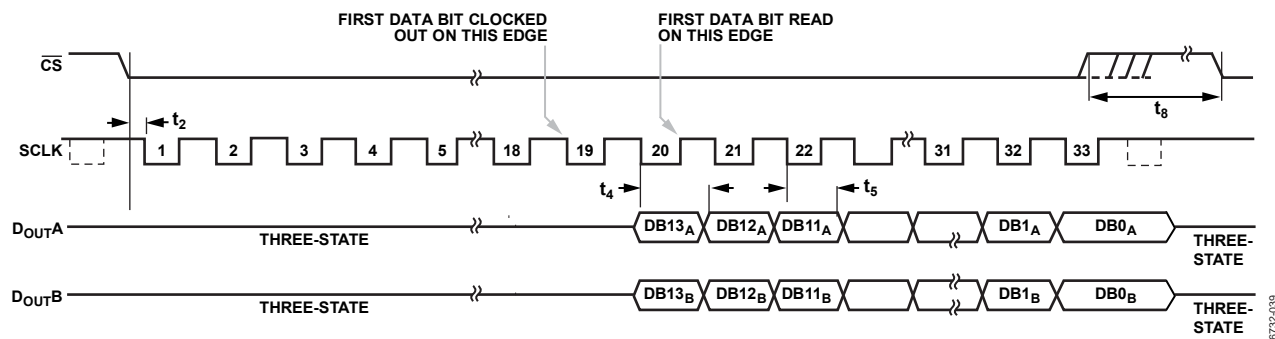 FIRST DATA BIT CLOCKED
OUT ON THIS EDGE
FIRST DATA BIT READ
ON THIS EDGE
CS
t8
t2
SCLK
1 2 3 4 5 18 19 20 21 22 31 32 33
t4
t5
DOUTA
THREE-STATE
DB13A DB12A DB11A DB1A DB0A
THREE-
STATE
DOUTB
THREE-STATE
DB13B DB12B DB11B DB1B DB0B
THREE-
STATE